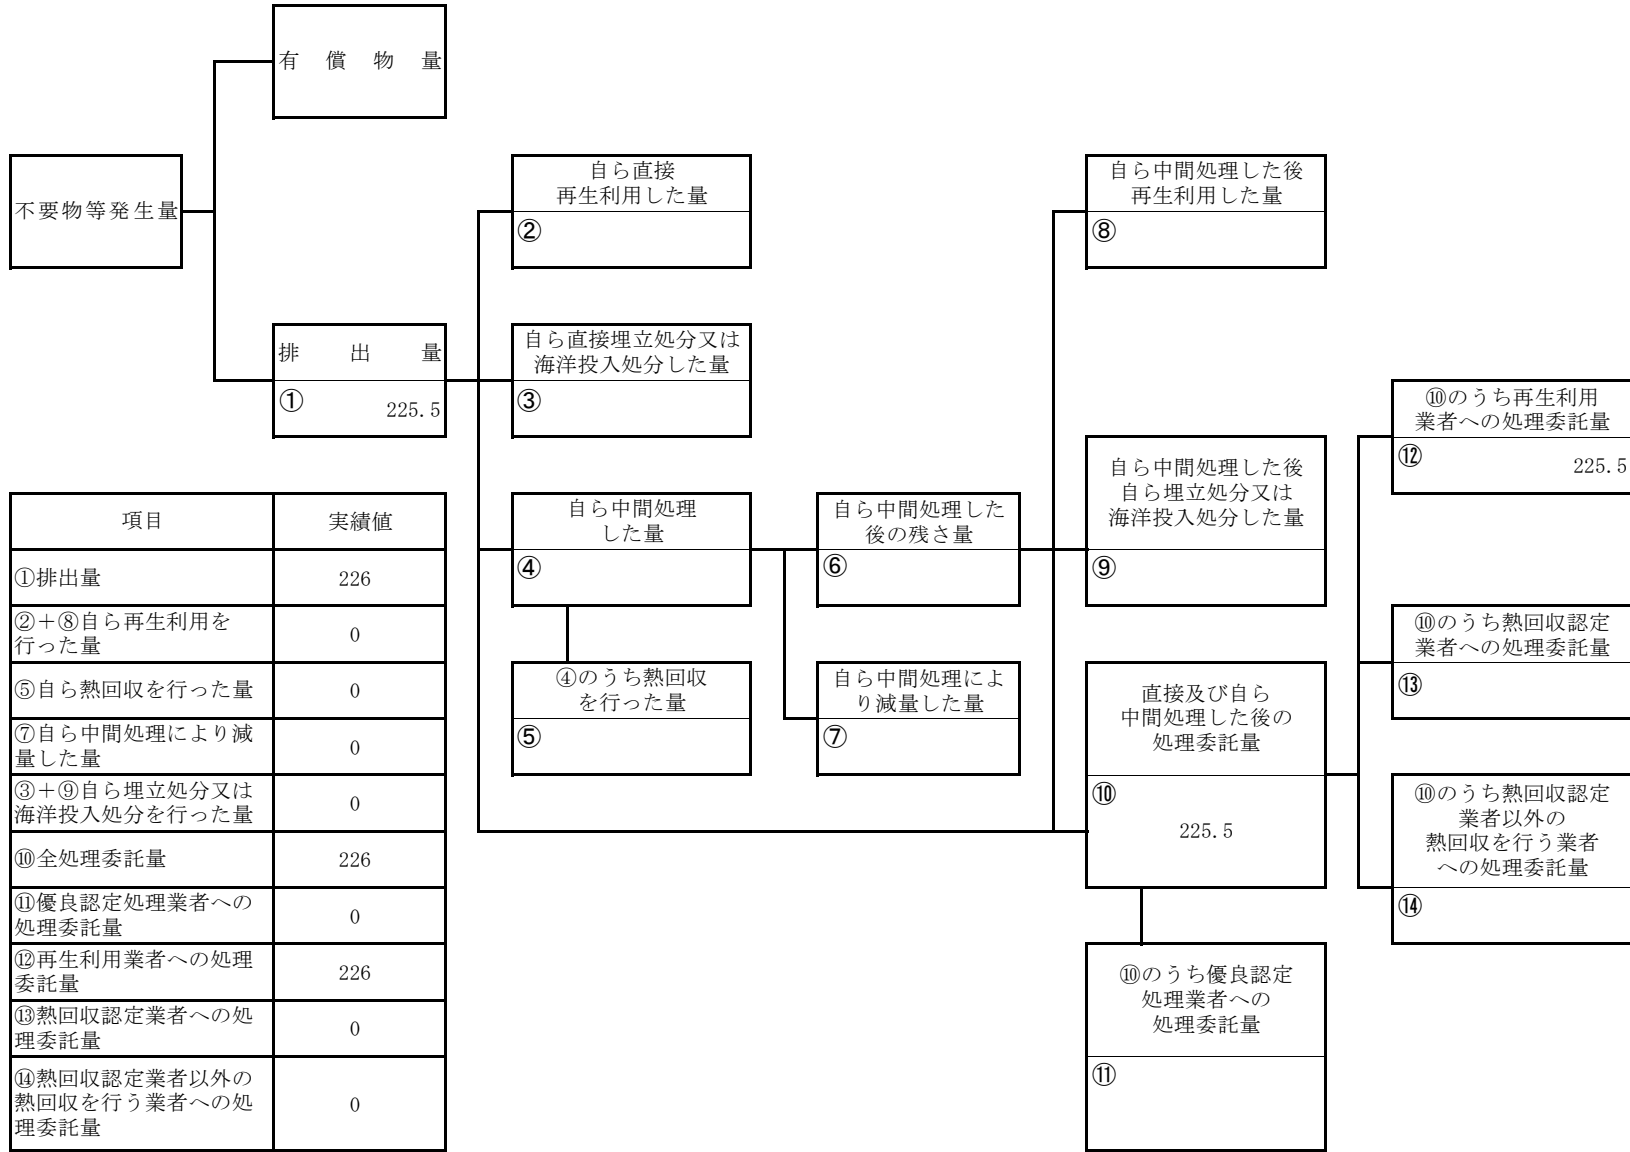 有償物量
不要物等発生量
排出量
①
225.5
自ら直接
再生利用した量
②
自ら直接埋立処分又は
海洋投入処分した量
③
自ら中間処理
した量
④
④のうち熱回収
を行った量
⑤
自ら中間処理した
後の残さ量
⑥
自ら中間処理によ
り減量した量
⑦
自ら中間処理した後
再生利用した量
⑧
自ら中間処理した後
自ら埋立処分又は
海洋投入処分した量
⑨
直接及び自ら
中間処理した後の
処理委託量
⑩
225.5
⑩のうち優良認定
処理業者への
処理委託量
⑪
⑩のうち再生利用
業者への処理委託量
⑫
225.5
⑩のうち熱回収認定
業者への処理委託量
⑬
⑩のうち熱回収認定
業者以外の
熱回収を行う業者
への処理委託量
⑭
項目 実績値
①排出量 226
②＋⑧自ら再生利用を
行った量 0
⑤自ら熱回収を行った量 0
⑦自ら中間処理により減
量した量 0
③＋⑨自ら埋立処分又は
海洋投入処分を行った量 0
⑩全処理委託量 226
⑪優良認定処理業者への
処理委託量 0
⑫再生利用業者への処理
委託量 226
⑬熱回収認定業者への処
理委託量 0
⑭熱回収認定業者以外の
熱回収を行う業者への処
理委託量 0